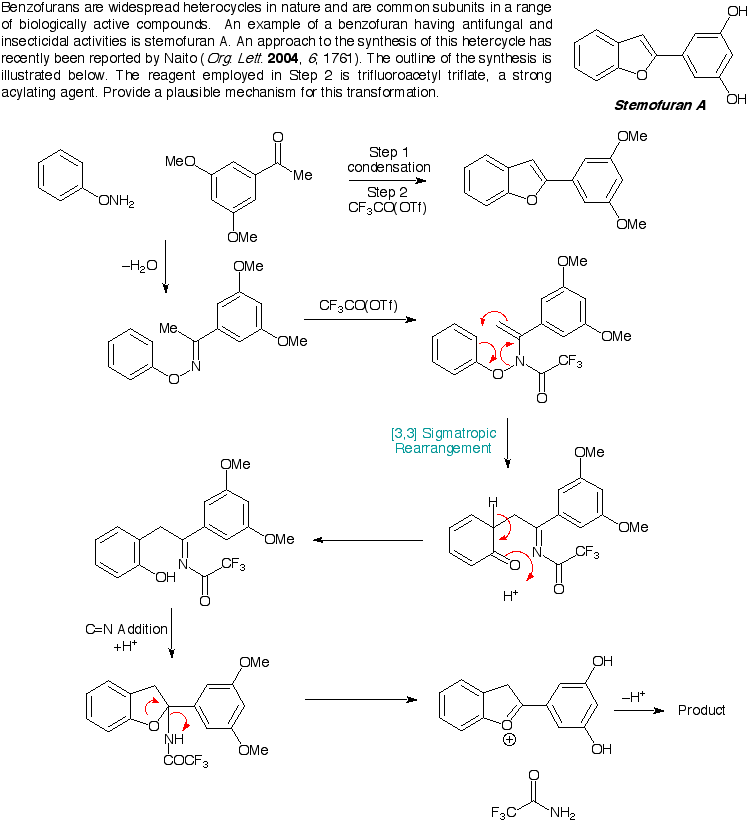 Benzofurans are widespread heterocycles in nature and are common subunits in a range
of biologically active compounds. An example of a benzofuran having antifungal and
insecticidal activities is stemofuran A. An approach to the synthesis of this hetercycle has
recently been reported by Naito (Org. Lett. 2004, 6, 1761). The outline of the synthesis is
illustrated below. The reagent employed in Step 2 is trifluoroacetyl triflate, a strong
acylating agent. Provide a plausible mechanism for this transformation.
OH
O
OH
Stemofuran A
ONH2
O
MeO
Me
OMe
Step 1
condensation
Step 2
CF3CO(OTf)
OMe
O
OMe
–H2O
OMe
Me
OMe
N
O
CF3CO(OTf)
OMe
OMe
O
N
CF3
O
[3,3] Sigmatropic
Rearrangement
OMe
OMe
N
OH
CF3
O
OMe
H
OMe
N
O
CF3
O
H+
C=N Addition
+H+
OMe
O
NH
OMe
COCF3
OH
O
+
OH
–H+
Product
O
F3C
NH2